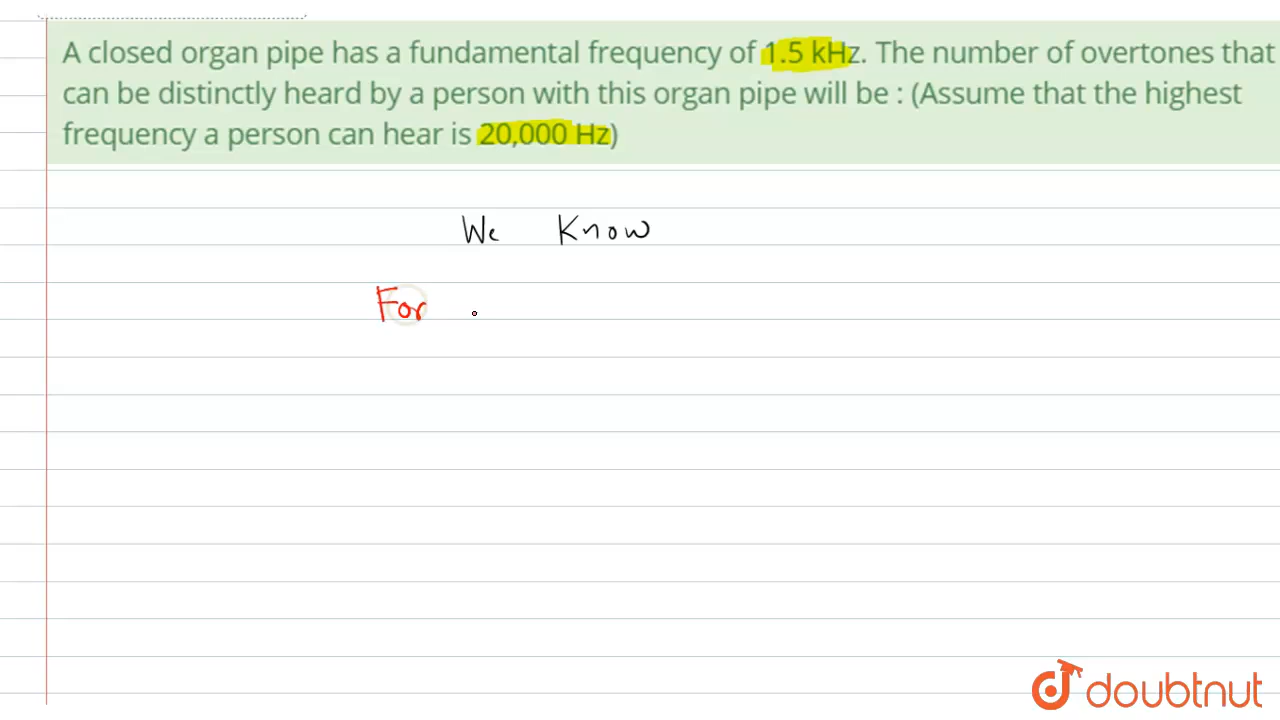 A closed organ pipe has a fundamental frequency of 1.5 kHz. The number of overtones that
can be distinctly heard by a person with this organ pipe will be : (Assume that the highest
frequency a person can hear is 20,000 Hz)
We Know
For
doubtnut